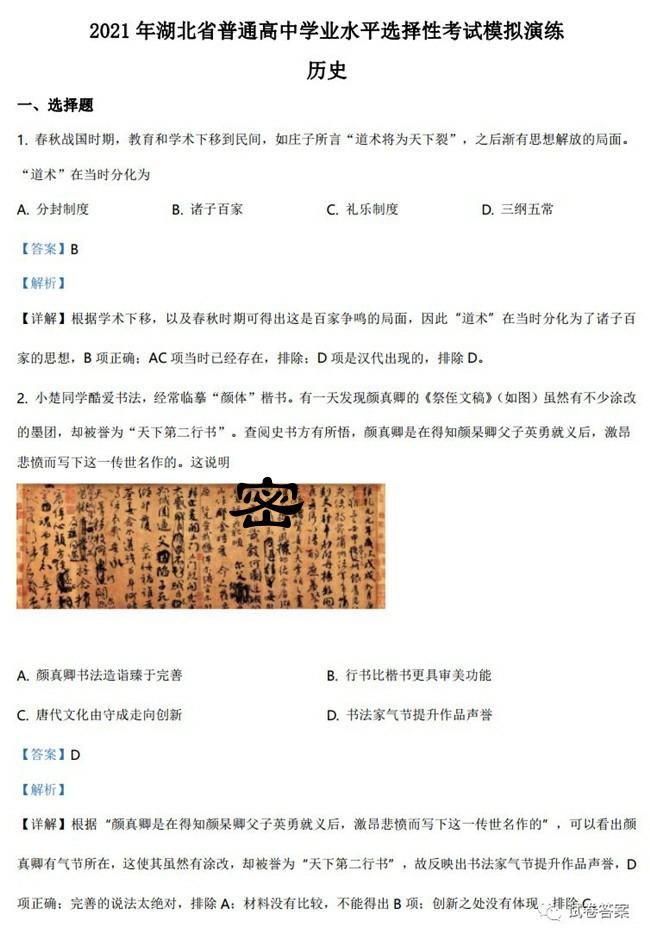 2021年湖北省普通高中学业水平选择性考试模拟演练
历史
一、选择题
1. 春秋战国时期，教育和学术下移到民间，如庄子所言“道术将为天下裂”，之后渐有思想解放的局面。
“道术”在当时分化为
A. 分封制度 B. 诸子百家 C. 礼乐制度 D. 三纲五常
【答案】B
【解析】
【详解】根据学术下移，以及春秋时期可得出这是百家争鸣的局面，因此“道术”在当时分化为了诸子百
家的思想，B项正确；AC项当时已经存在，排除；D项是汉代出现的，排除D。
2. 小楚同学酷爱书法，经常临摹“颜体”楷书。有一天发现颜真卿的《祭侄文稿》（如图）虽然有不少涂改
的墨团，却被誉为“天下第二行书”。查阅史书方有所悟，颜真卿是在得知颜杲卿父子英勇就义后，激昂
悲愤而写下这一传世名作的。这说明
密
A. 颜真卿书法造诣臻于完善 B. 行书比楷书更具审美功能
C. 唐代文化由守成走向创新 D. 书法家气节提升作品声誉
【答案】D
【解析】
【详解】根据“颜真卿是在得知颜杲卿父子英勇就义后，激昂悲愤而写下这一传世名作的”，可以看出颜
真卿有气节所在，这使其虽然有涂改，却被誉为“天下第二行书”，故反映出书法家气节提升作品声誉，D
项正确；完善的说法太绝对，排除A；材料没有比较，不能得出B项；创新之处没有体现，排除C。
试卷答案